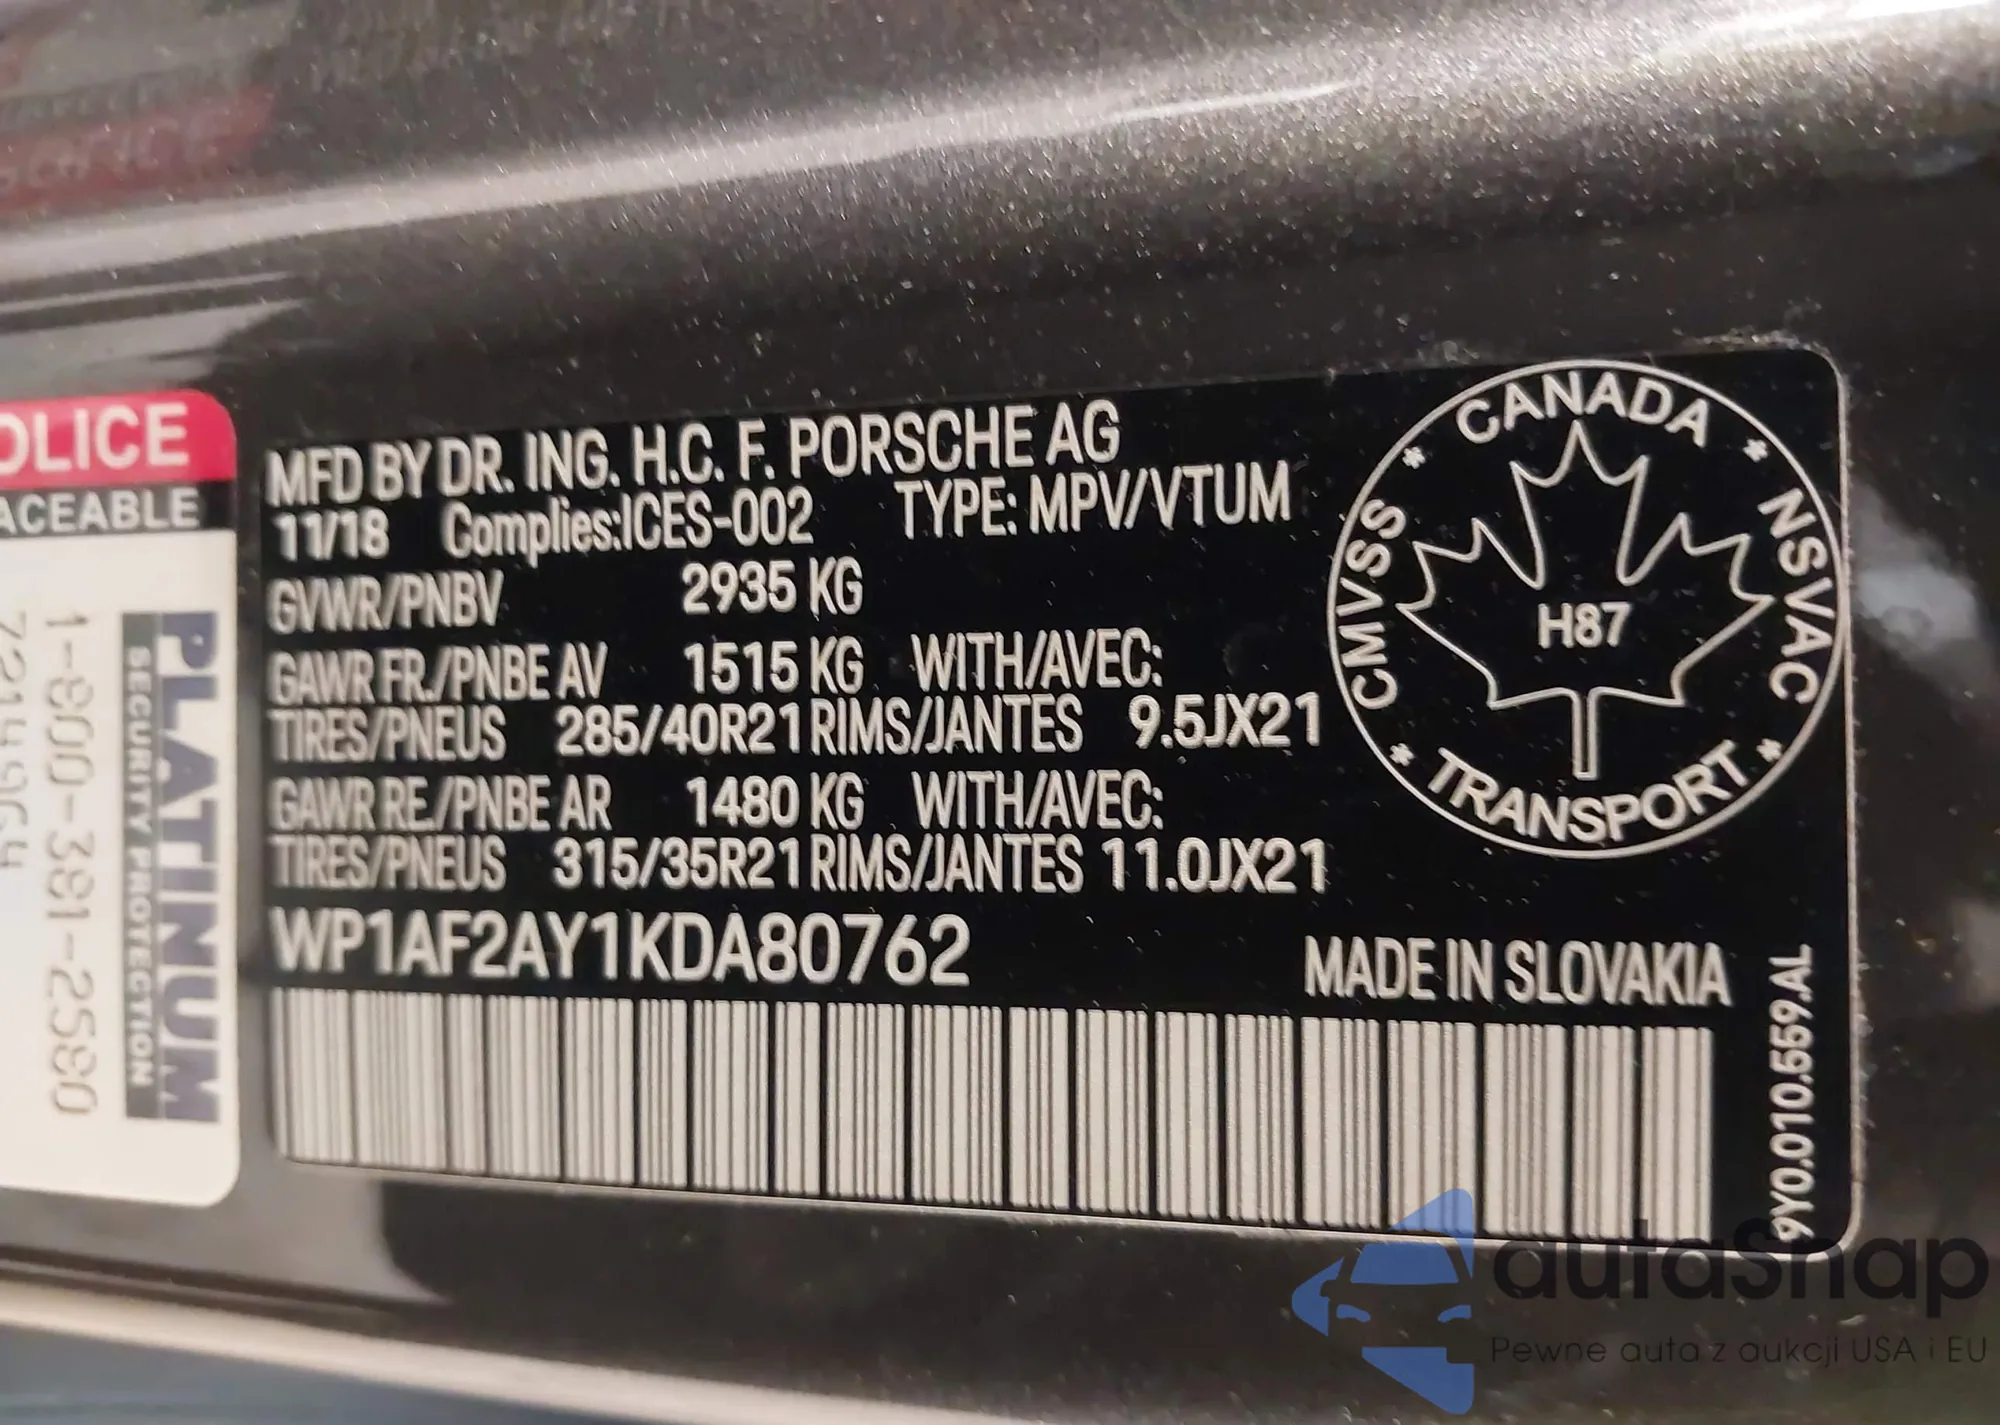 OLICE
ACEABLE
PLATINUM
SECURITY PROTECTION
1-800-381-2580
MFD BY DR. ING. H.C. F. PORSCHE AG
11/18 Complies:ICES-002 TYPE: MPV/VTUM
GVWR/PNBV 2935 KG
GAWR FR./PNBE AV 1515 KG WITH/AVEC:
TIRES/PNEUS 285/40R21 RIMS/JANTES 9.5JX21
GAWR RE./PNBE AR 1480 KG WITH/AVEC:
TIRES/PNEUS 315/35R21 RIMS/JANTES 11.0JX21
WP1AF2AY1KDA80762
MADE IN SLOVAKIA
CANADA
CMVSS * * NSVAC
H87
* TRANSPORT *
9Y0.010.559.AL
autasnap
Pewne auta z aukcji USA i EU